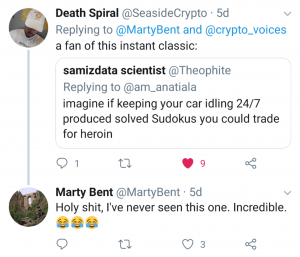 Death Spiral @SeasideCrypto · 5d
Replying to @MartyBent and @crypto_voices
a fan of this instant classic:
samizdata scientist @Theophite
Replying to @am_anatiala
imagine if keeping your car idling 24/7
produced solved Sudokus you could trade
for heroin
1 9
Marty Bent @MartyBent · 5d
Holy shit, I've never seen this one. Incredible.
😂😂😂
3